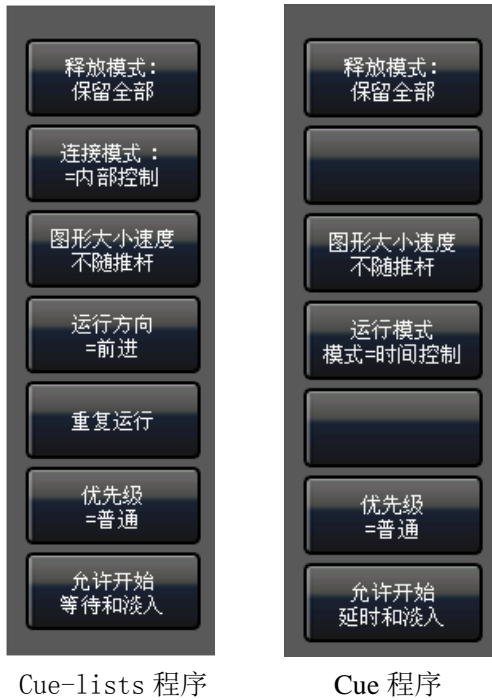 释放模式：
保留全部
连接模式 ：
=内部控制
图形大小速度
不随推杆
运行方向
=前进
重复运行
优先级
=普通
允许开始
等待和淡入
Cue-lists 程序
释放模式：
保留全部
图形大小速度
不随推杆
运行模式
模式=时间控制
优先级
=普通
允许开始
延时和淡入
Cue 程序